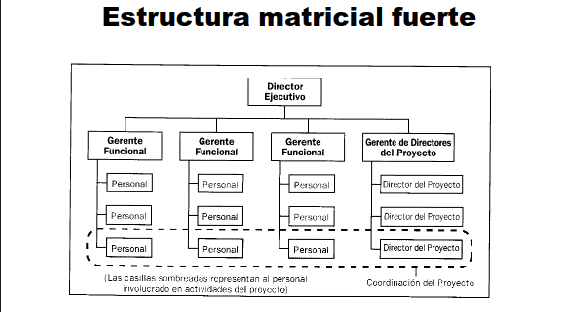 Estructura matricial fuerte
Director
Ejecutivo
Gerente
Funcional
Gerente
Funcional
Gerente
Funcional
Gerente de Directores
del Proyecto
Personal
Personal
Personal
Director del Proyecto
Personal
Personal
Personal
Director del Proyecto
Personal
Personal
Personal
Director del Proyecto
(Las casillas sombreadas representan al personal
involucrado en actividades del proyecto)
Coordinación del Proyecto